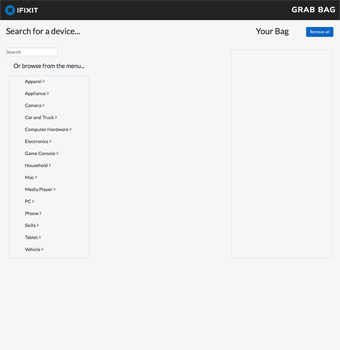 IFIXIT
GRAB BAG
Search for a device...
Your Bag
Remove all
Search
Or browse from the menu...
Apparel >
Appliance >
Camera >
Car and Truck >
Computer Hardware >
Electronics >
Game Console >
Household >
Mac >
Media Player >
PC >
Phone >
Skills >
Tablet >
Vehicle >